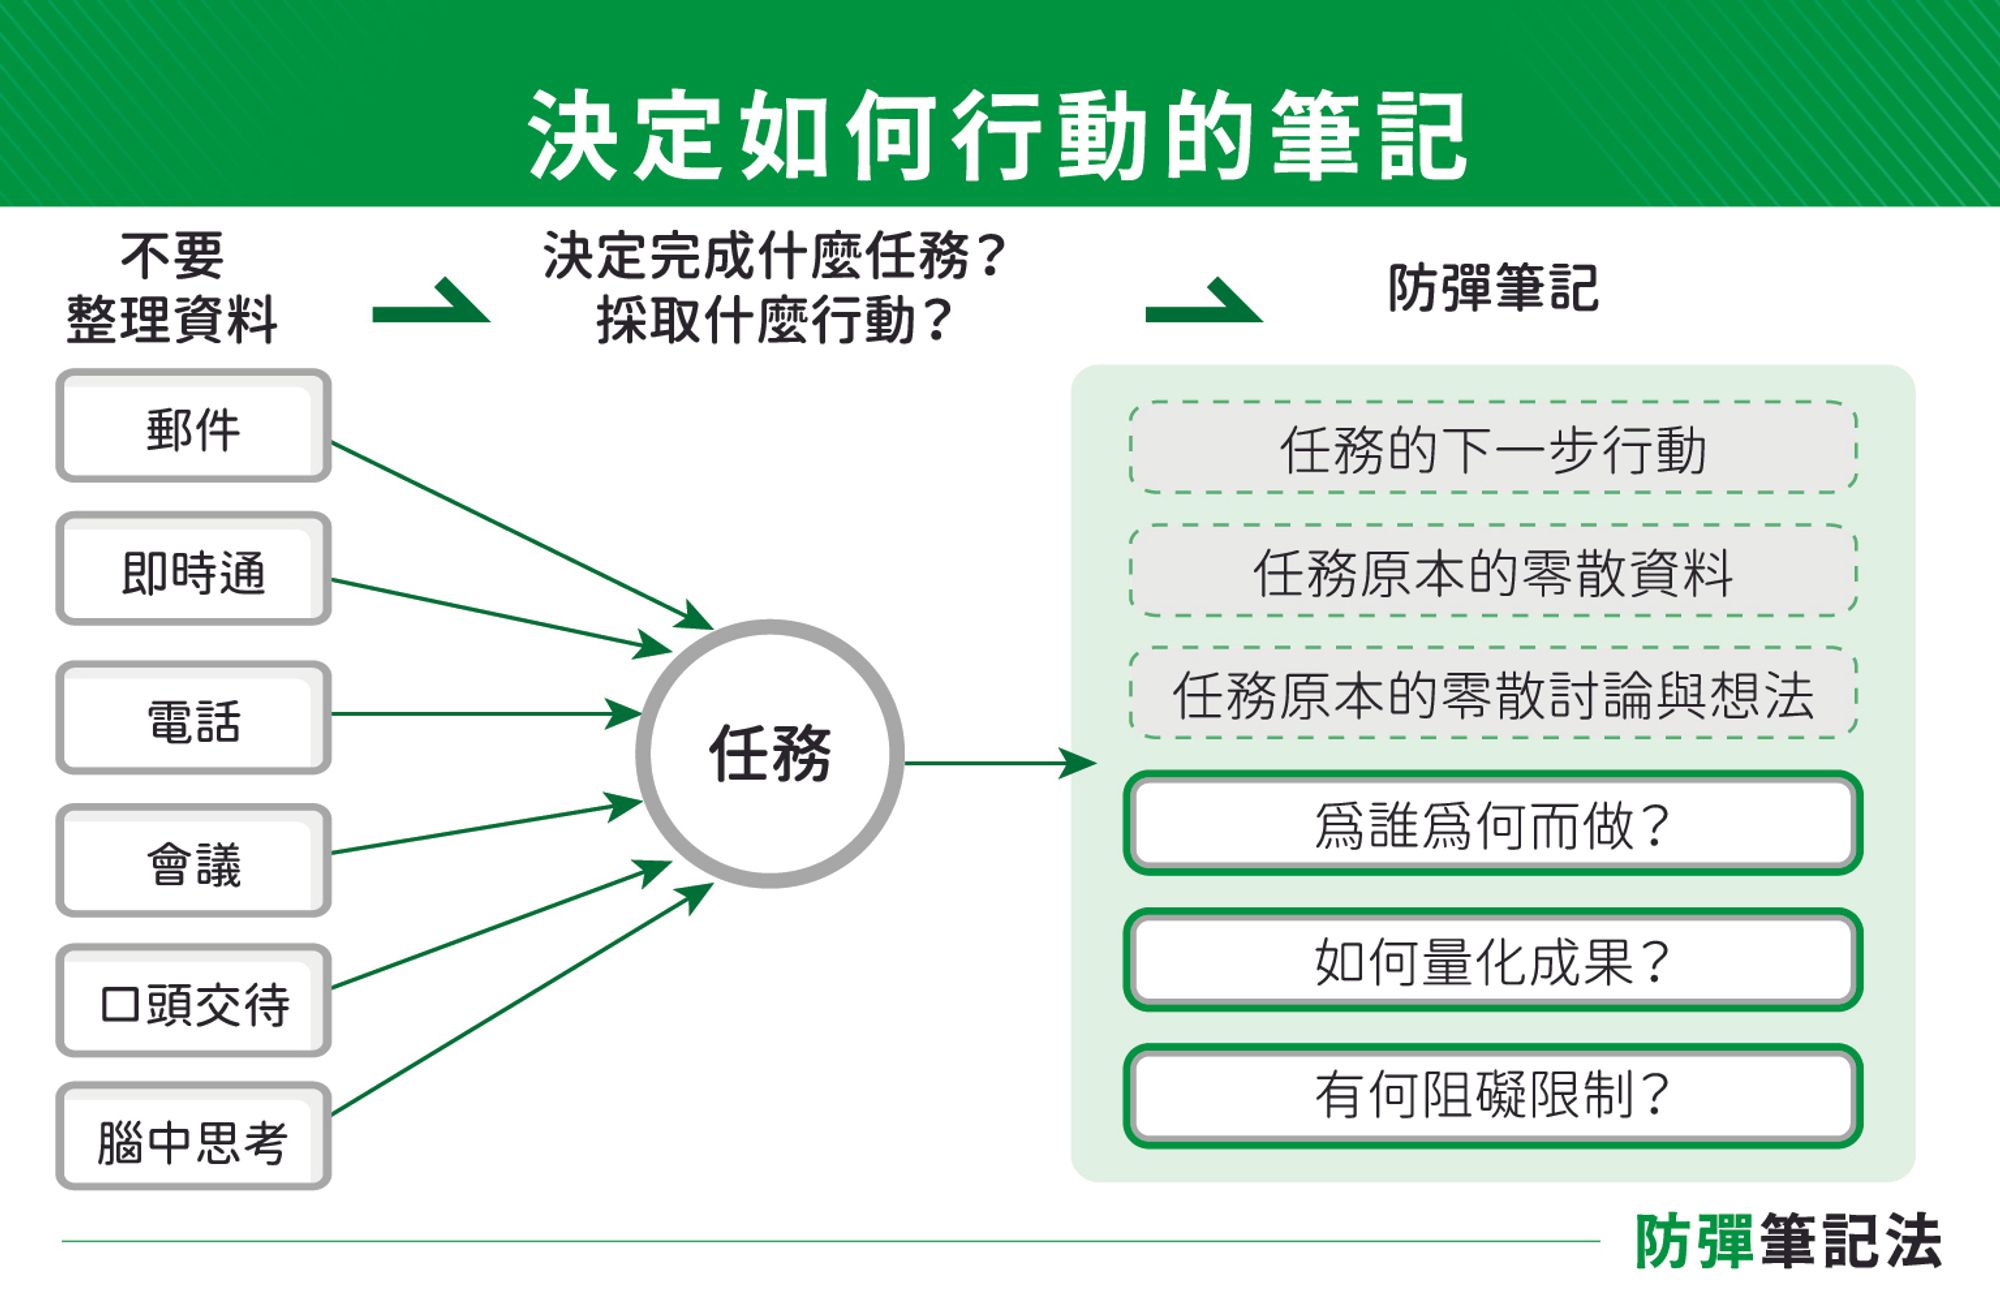 決定如何行動的筆記
不要
整理資料
決定完成什麼任務？
採取什麼行動？
防彈筆記
郵件
即時通
電話
會議
口頭交待
腦中思考
任務
任務的下一步行動
任務原本的零散資料
任務原本的零散討論與想法
爲誰爲何而做？
如何量化成果？
有何阻礙限制？
防彈筆記法